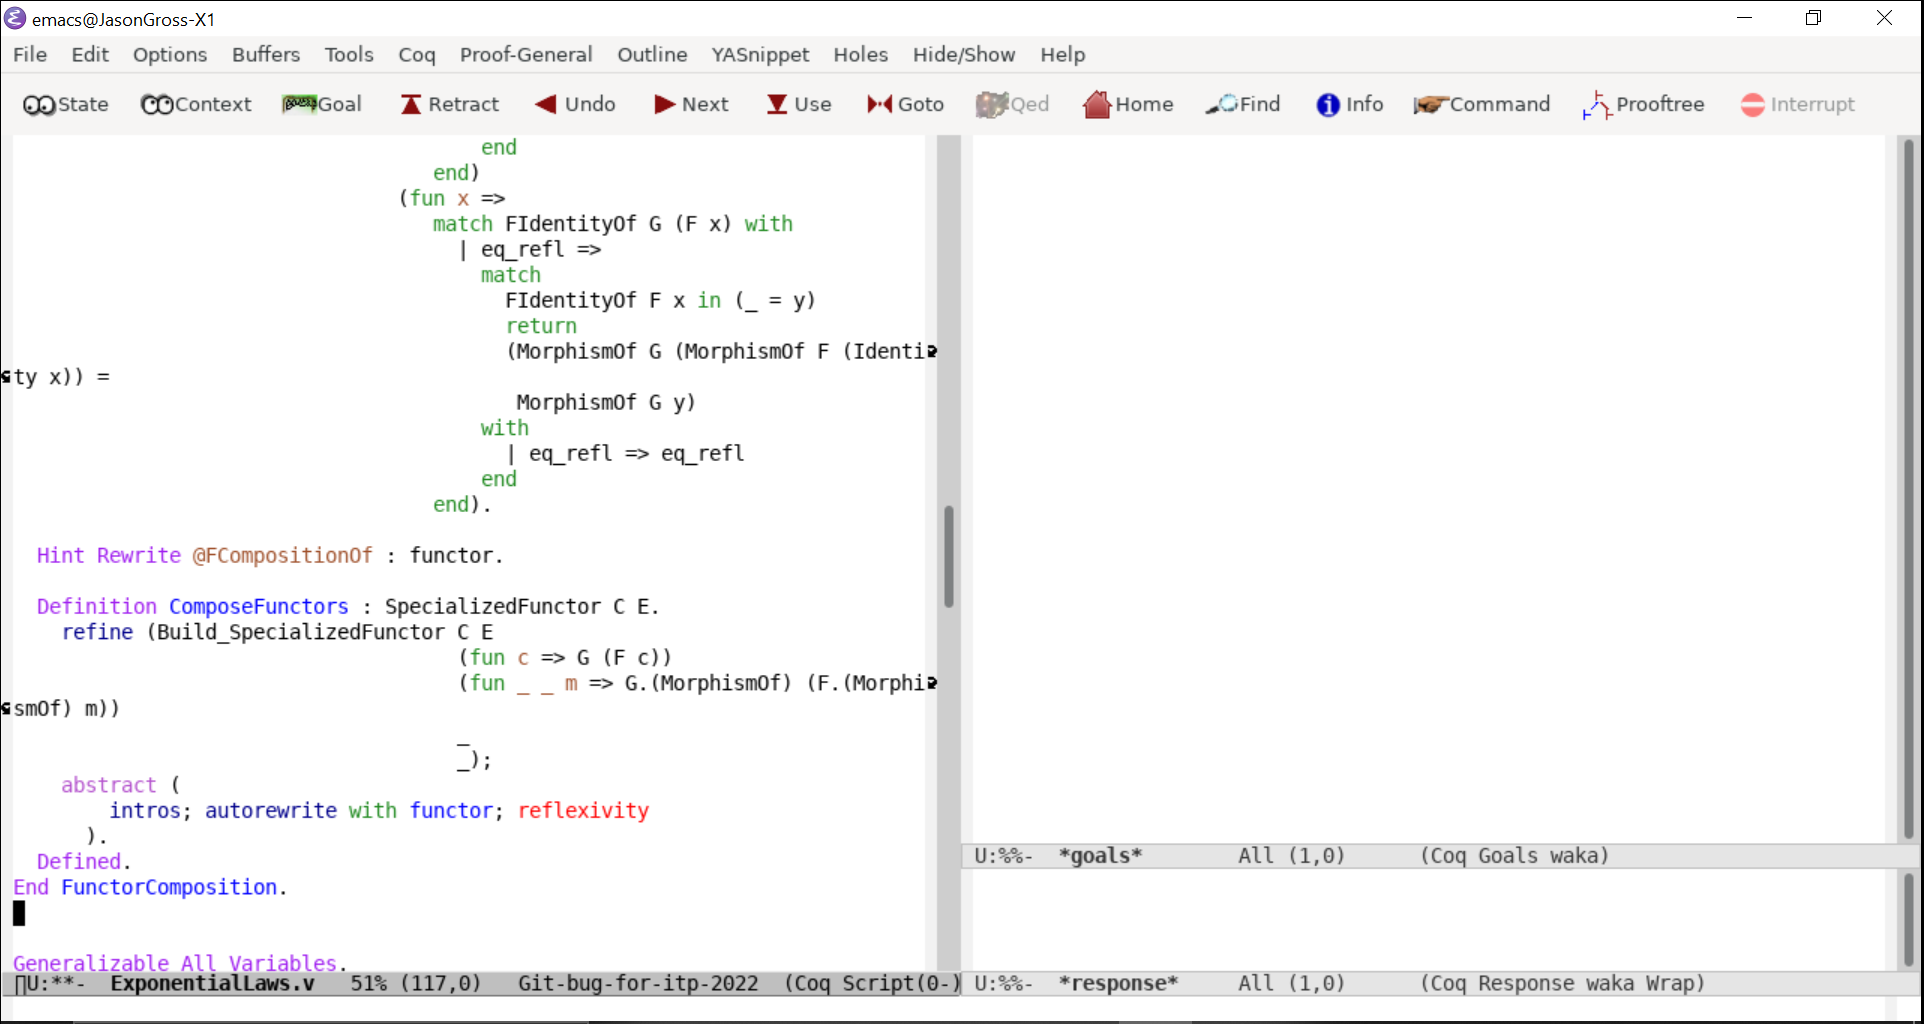 emacs@JasonGross-X1
File Edit Options Buffers Tools Coq Proof-General Outline YASnippet Holes Hide/Show Help
State Context Goal Retract Undo Next Use Goto Qed Home Find Info Command Prooftree Interrupt
end
end)
(fun x =>
match FIdentityOf G (F x) with
| eq_refl =>
match
FIdentityOf F x in (_ = y)
return
(MorphismOf G (MorphismOf F (Identi
ty x)) =
MorphismOf G y)
with
| eq_refl => eq_refl
end
end).
Hint Rewrite @FCompositionOf : functor.
Definition ComposeFunctors : SpecializedFunctor C E.
refine (Build_SpecializedFunctor C E
(fun c => G (F c))
(fun _ _ m => G.(MorphismOf) (F.(Morphi
smOf) m))
_
_);
abstract (
intros; autorewrite with functor; reflexivity
).
Defined.
End FunctorComposition.
Generalizable All Variables.
U:**- ExponentialLaws.v 51% (117,0) Git-bug-for-itp-2022 (Coq Script(0-)
U:%%- *goals* All (1,0) (Coq Goals waka)
U:%%- *response* All (1,0) (Coq Response waka Wrap)